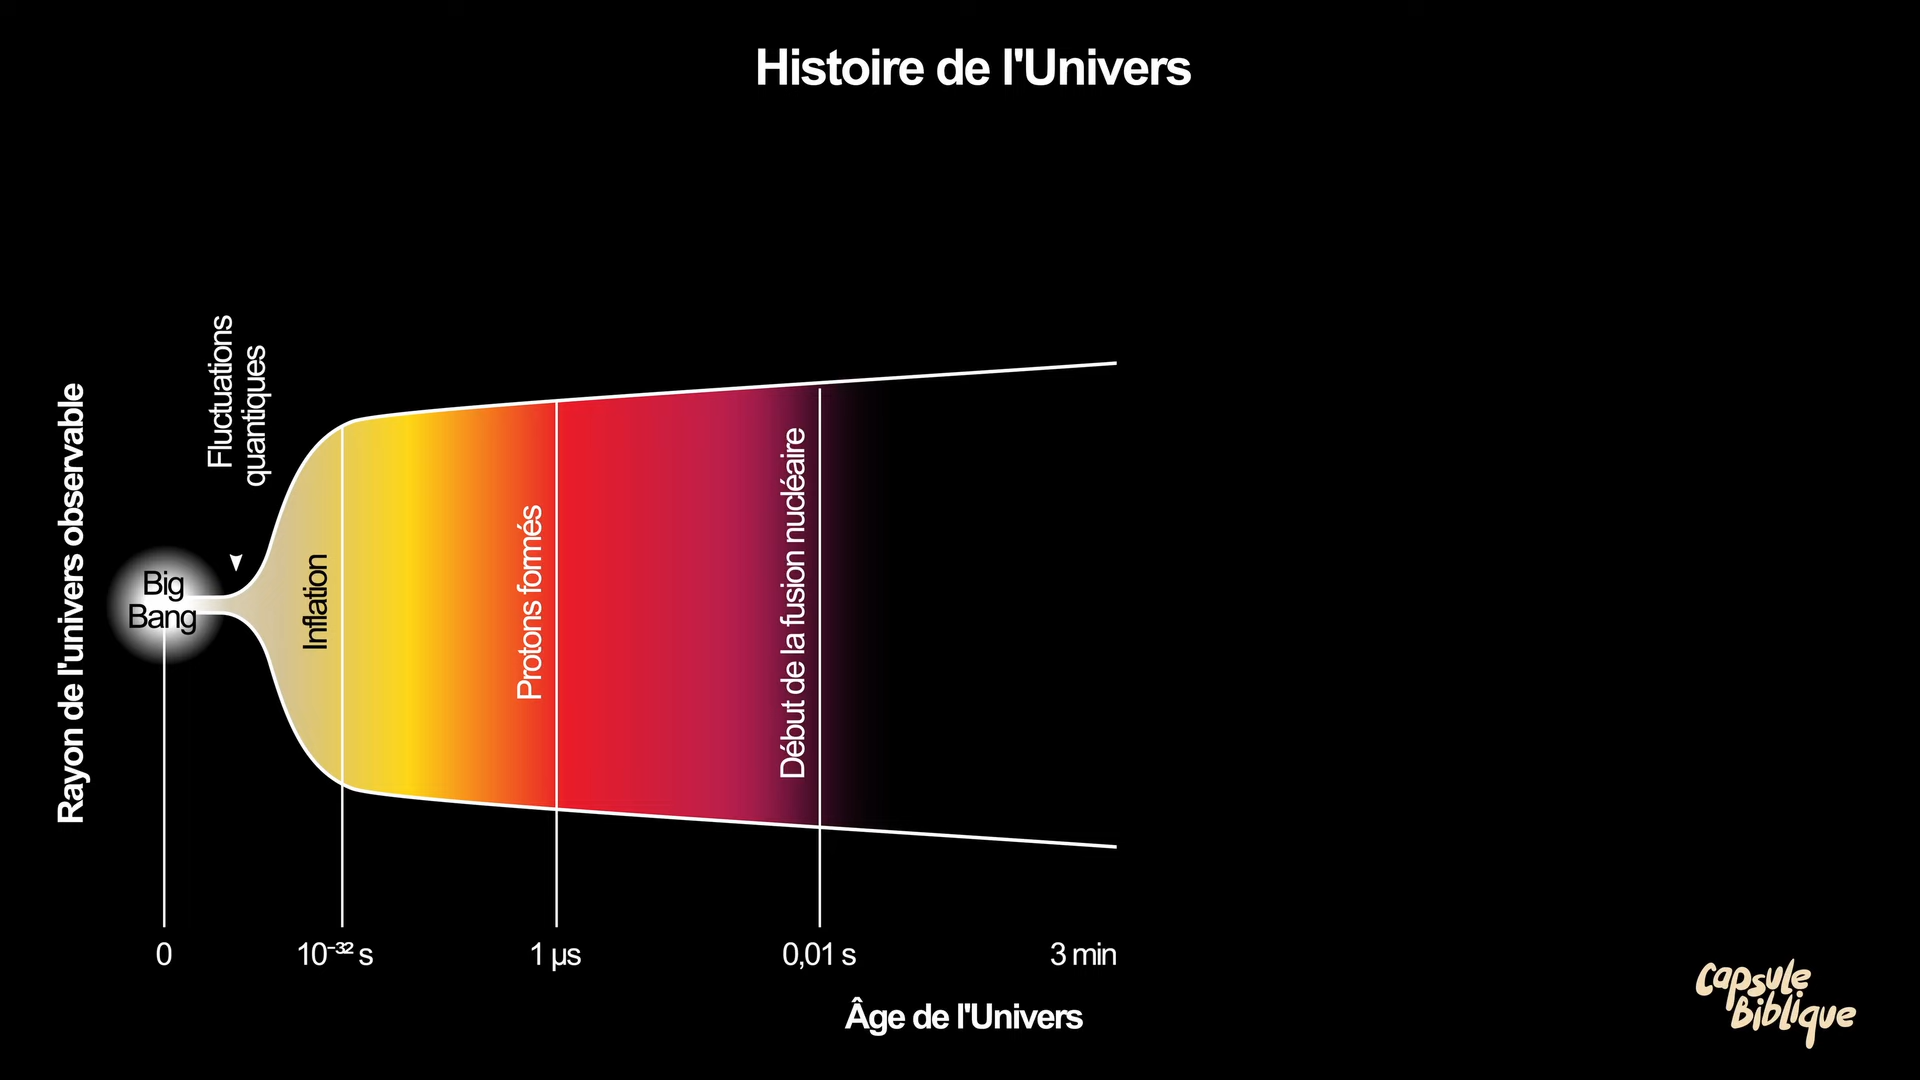 Histoire de l'Univers
Rayon de l'univers observable
Fluctuations
quantiques
Big
Bang
Inflation
Protons formés
Début de la fusion nucléaire
0
10⁻³² s
1 µs
0,01 s
3 min
Âge de l'Univers
Capsule
Biblique